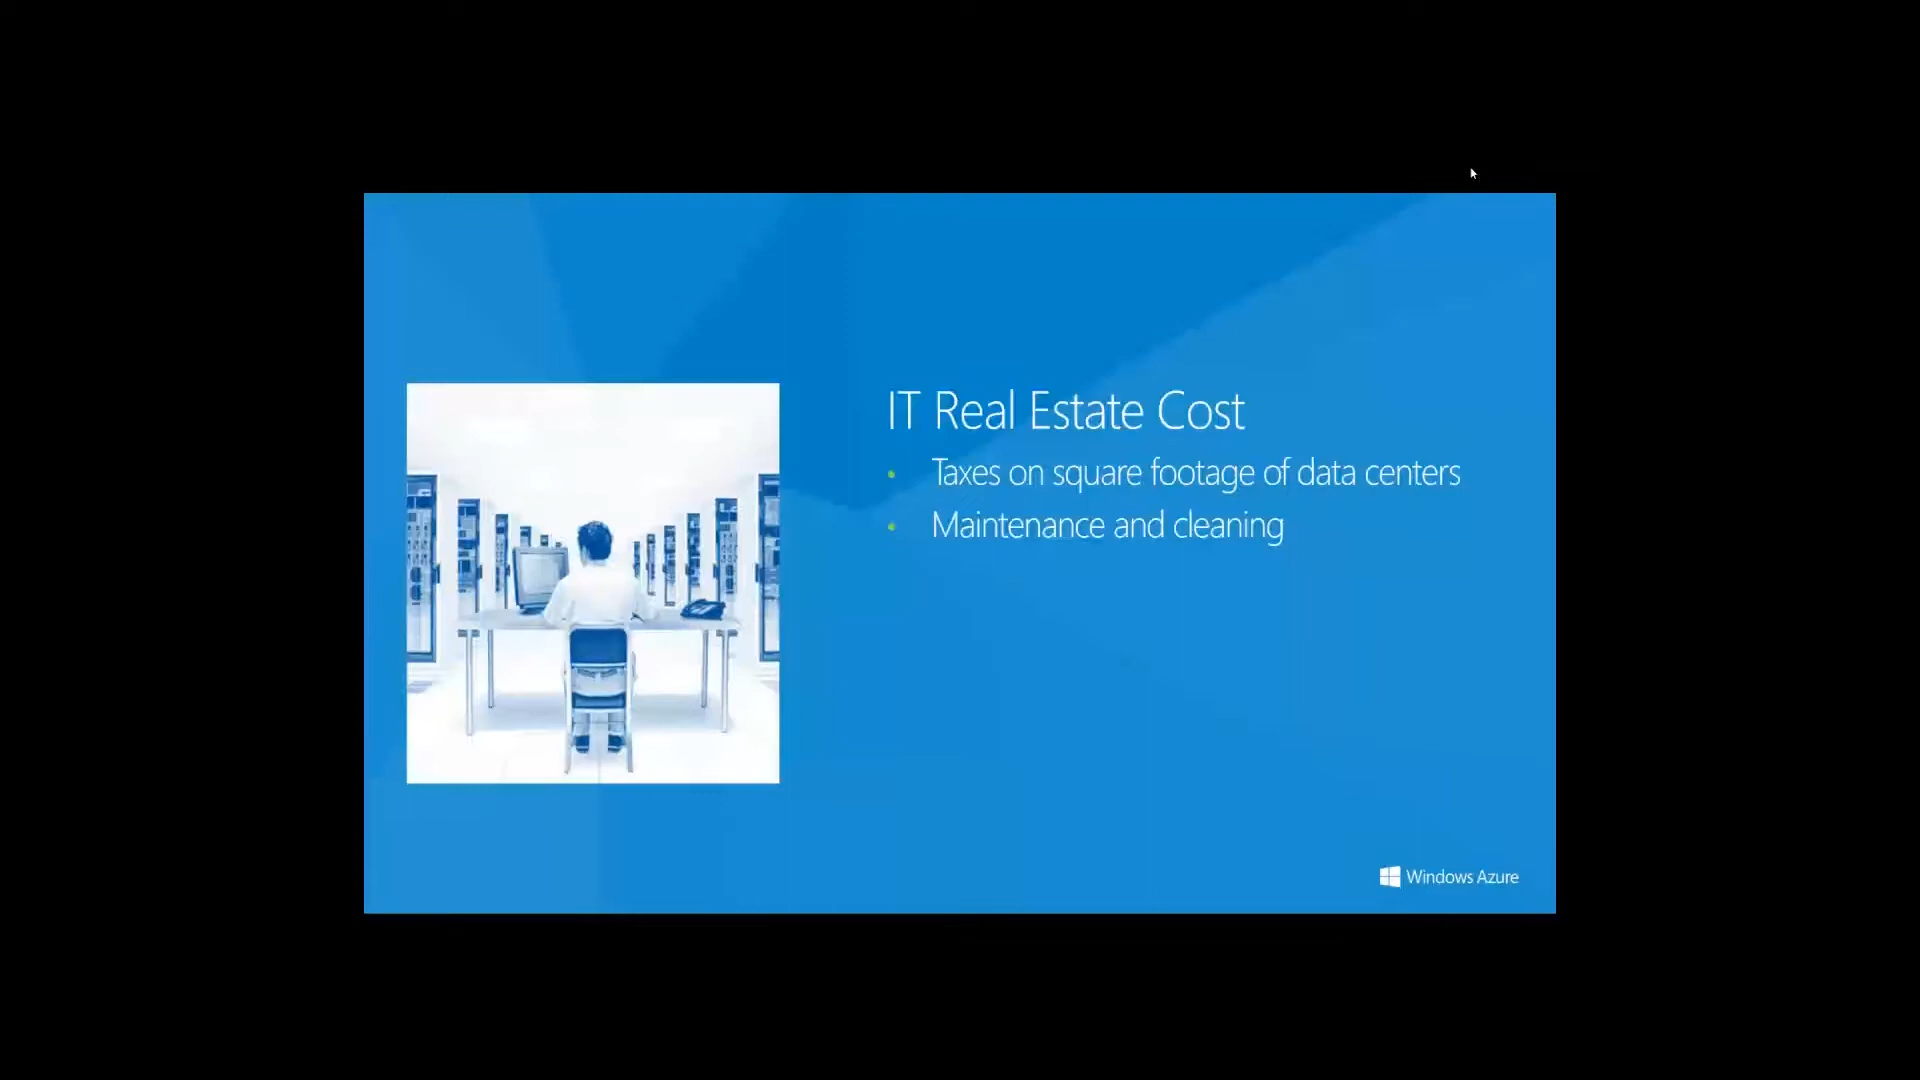 IT Real Estate Cost
• Taxes on square footage of data centers
• Maintenance and cleaning
Windows Azure